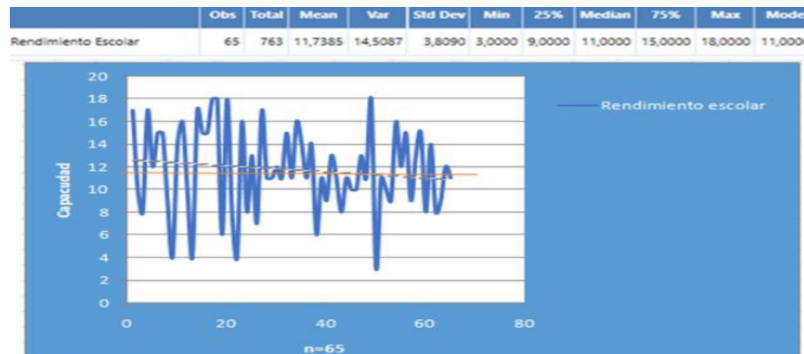 Obs Total Mean Var Std Dev Min 25% Median 75% Max Mode
Rendimiento Escolar 65 763 11,7385 14,5087 3,8090 3,0000 9,0000 11,0000 15,0000 18,0000 11,0000
20
18
16
14
12
10
8
6
4
2
0
Capacudad
Rendimiento escolar
0 20 40 60 80
n=65